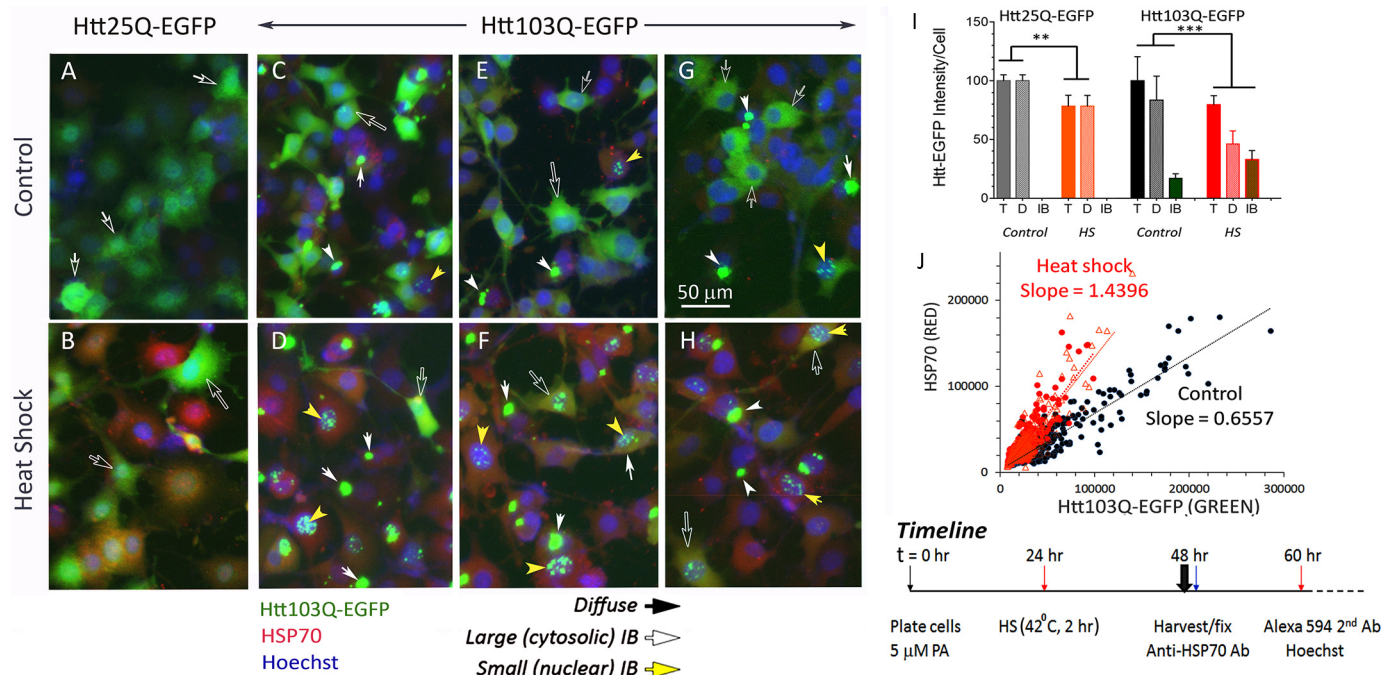 Htt25Q-EGFP
Htt103Q-EGFP
Control
Heat Shock
A
C
E
G
50 μm
B
D
F
H
Htt103Q-EGFP
HSP70
Hoechst
Diffuse
Large (cytosolic) IB
Small (nuclear) IB
I
Htt25Q-EGFP
Htt103Q-EGFP
**
***
Htt-EGFP Intensity/Cell
150
100
50
0
T D IB T D IB T D IB T D IB
Control HS Control HS
J
Heat shock
Slope = 1.4396
Control
Slope = 0.6557
HSP70 (RED)
200000
100000
0
0 100000 200000 300000
Htt103Q-EGFP (GREEN)
Timeline
t = 0 hr 24 hr 48 hr 60 hr
Plate cells HS (42⁰C, 2 hr) Harvest/fix Alexa 594 2nd Ab
5 μM PA Anti-HSP70 Ab Hoechst